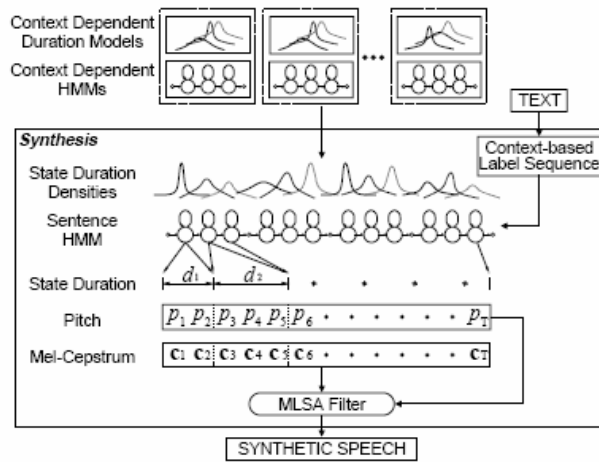 Context Dependent
Duration Models
Context Dependent
HMMs
TEXT
Synthesis
Context-based
Label Sequence
State Duration
Densities
Sentence
HMM
State Duration d1 d2
Pitch p1 p2 p3 p4 p5 p6 pT
Mel-Cepstrum c1 c2 c3 c4 c5 c6 cT
MLSA Filter
SYNTHETIC SPEECH